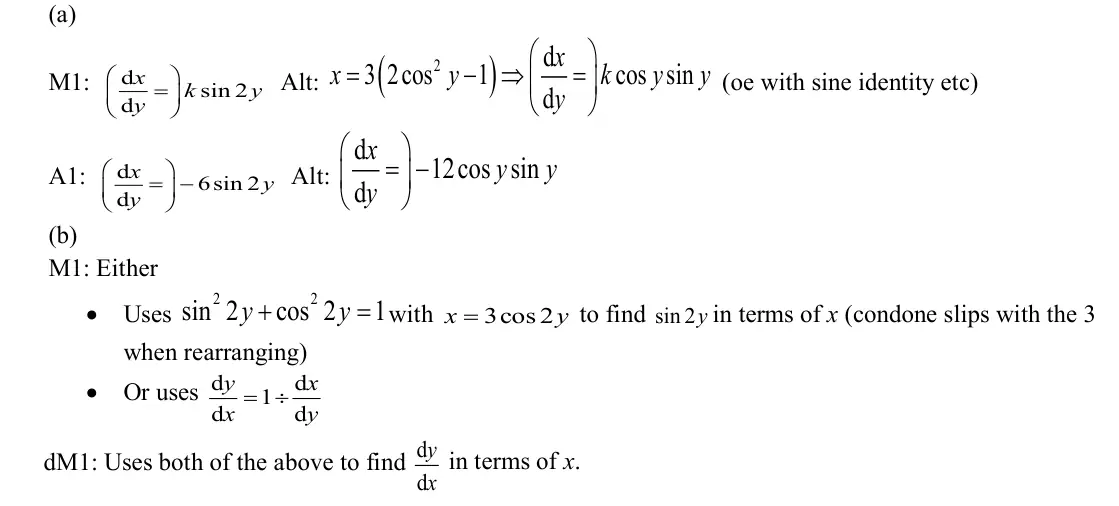 (a)
M1: (dx/dy =) k sin 2y Alt: x = 3(2cos² y − 1) ⇒ (dx/dy =) k cos y sin y (oe with sine identity etc)
A1: (dx/dy =) − 6 sin 2y Alt: (dx/dy =) −12 cos y sin y
(b)
M1: Either
• Uses sin² 2y + cos² 2y = 1 with x = 3 cos 2y to find sin 2y in terms of x (condone slips with the 3
when rearranging)
• Or uses dy/dx = 1 ÷ dx/dy
dM1: Uses both of the above to find dy/dx in terms of x.